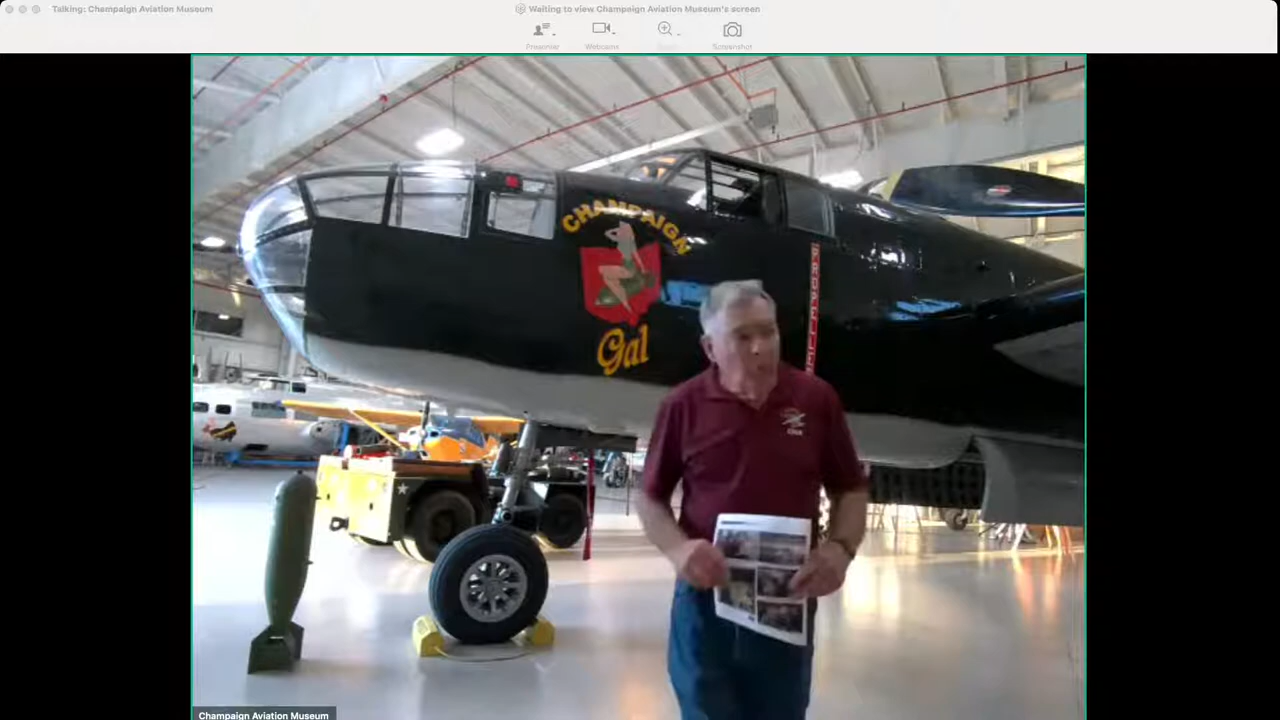 Talking: Champaign Aviation Museum
Waiting to view Champaign Aviation Museum's screen
Presenter
Webcams
Screenshot
CHAMPAIGN
Gal
PROPELLE
Champaign Aviation Museum